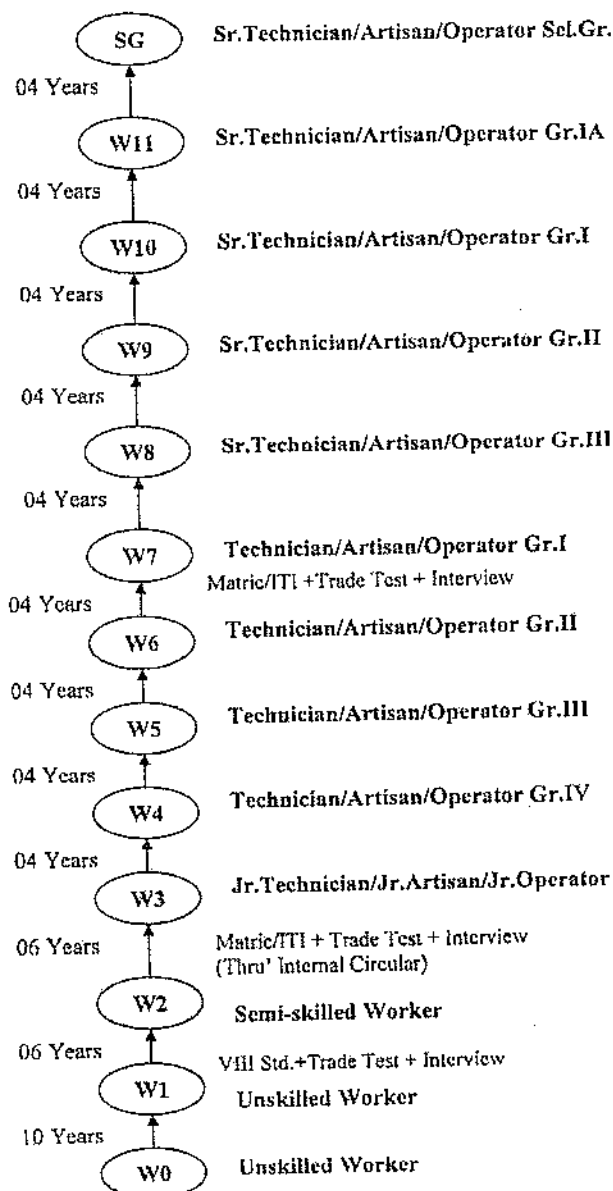 SG Sr.Technician/Artisan/Operator Sel.Gr.
04 Years
W11 Sr.Technician/Artisan/Operator Gr.IA
04 Years
W10 Sr.Technician/Artisan/Operator Gr.I
04 Years
W9 Sr.Technician/Artisan/Operator Gr.II
04 Years
W8 Sr.Technician/Artisan/Operator Gr.III
04 Years
W7 Technician/Artisan/Operator Gr.I
Matric/ITI +Trade Test + Interview
04 Years
W6 Technician/Artisan/Operator Gr.II
04 Years
W5 Technician/Artisan/Operator Gr.III
04 Years
W4 Technician/Artisan/Operator Gr.IV
04 Years
W3 Jr.Technician/Jr.Artisan/Jr.Operator
06 Years
Matric/ITI + Trade Test + Interview
(Thru' Internal Circular)
W2 Semi-skilled Worker
06 Years
VIII Std.+Trade Test + Interview
W1 Unskilled Worker
10 Years
W0 Unskilled Worker